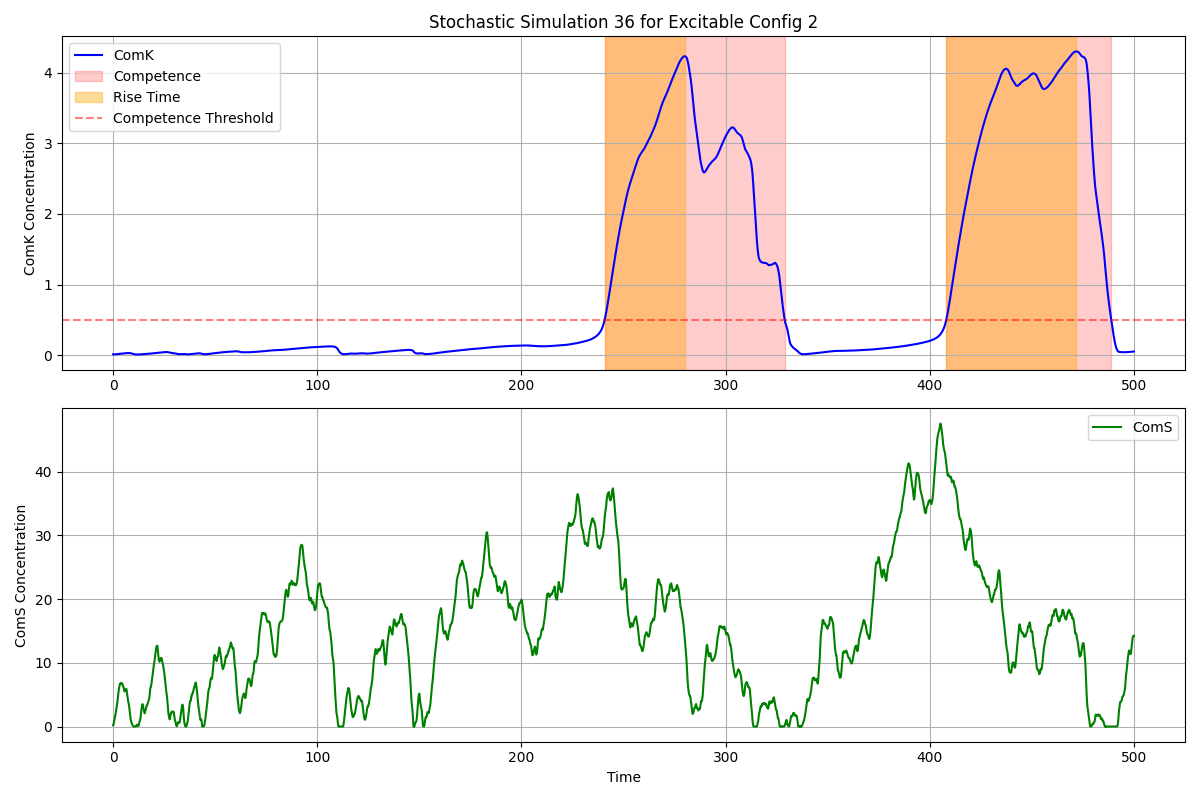 Stochastic Simulation 36 for Excitable Config 2
ComK Concentration
4
3
2
1
0
ComK
Competence
Rise Time
Competence Threshold
0 100 200 300 400 500
ComS Concentration
40
30
20
10
0
ComS
0 100 200 300 400 500
Time